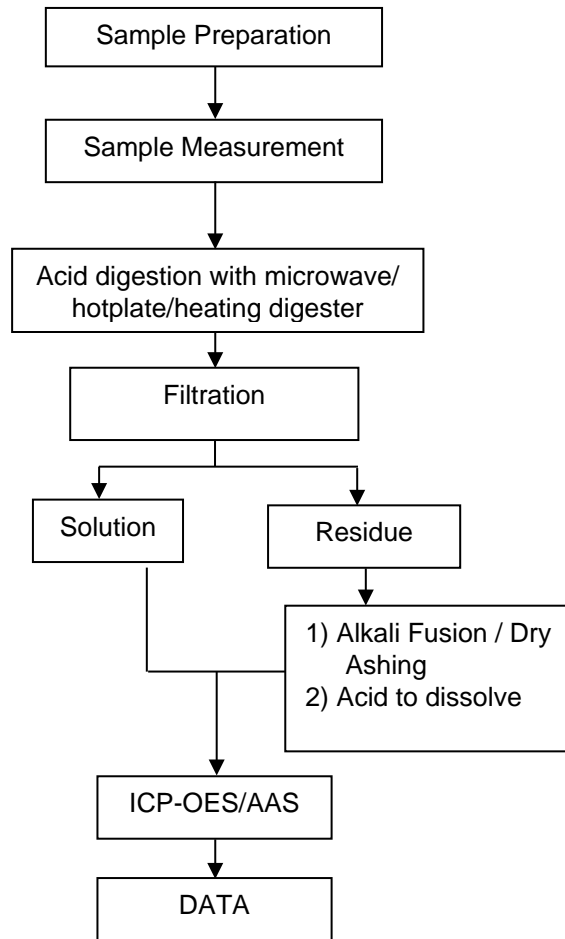 Sample Preparation
Sample Measurement
Acid digestion with microwave/
hotplate/heating digester
Filtration
Solution
Residue
1) Alkali Fusion / Dry
Ashing
2) Acid to dissolve
ICP-OES/AAS
DATA